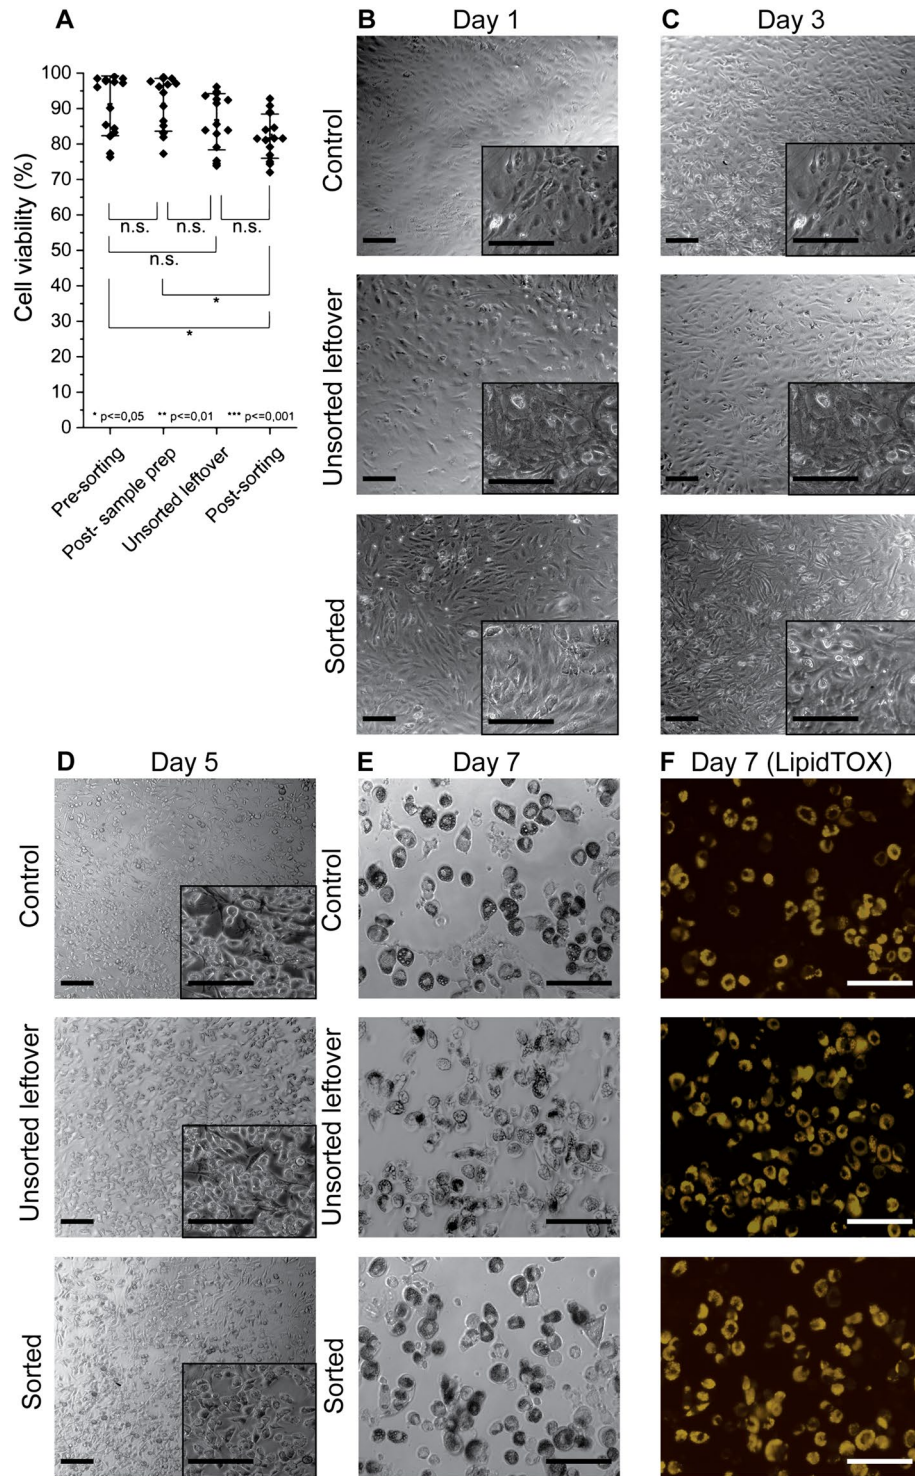 A
B Day 1
C Day 3
Cell viability (%)
100
90
80
70
60
50
40
30
20
10
0
n.s. n.s. n.s.
n.s.
*
*
* p<=0,05 ** p<=0,01 *** p<=0,001
Pre-sorting
Post- sample prep
Unsorted leftover
Post-sorting
Control
Unsorted leftover
Sorted
D Day 5
E Day 7
F Day 7 (LipidTOX)
Control
Control
Unsorted leftover
Unsorted leftover
Sorted
Sorted